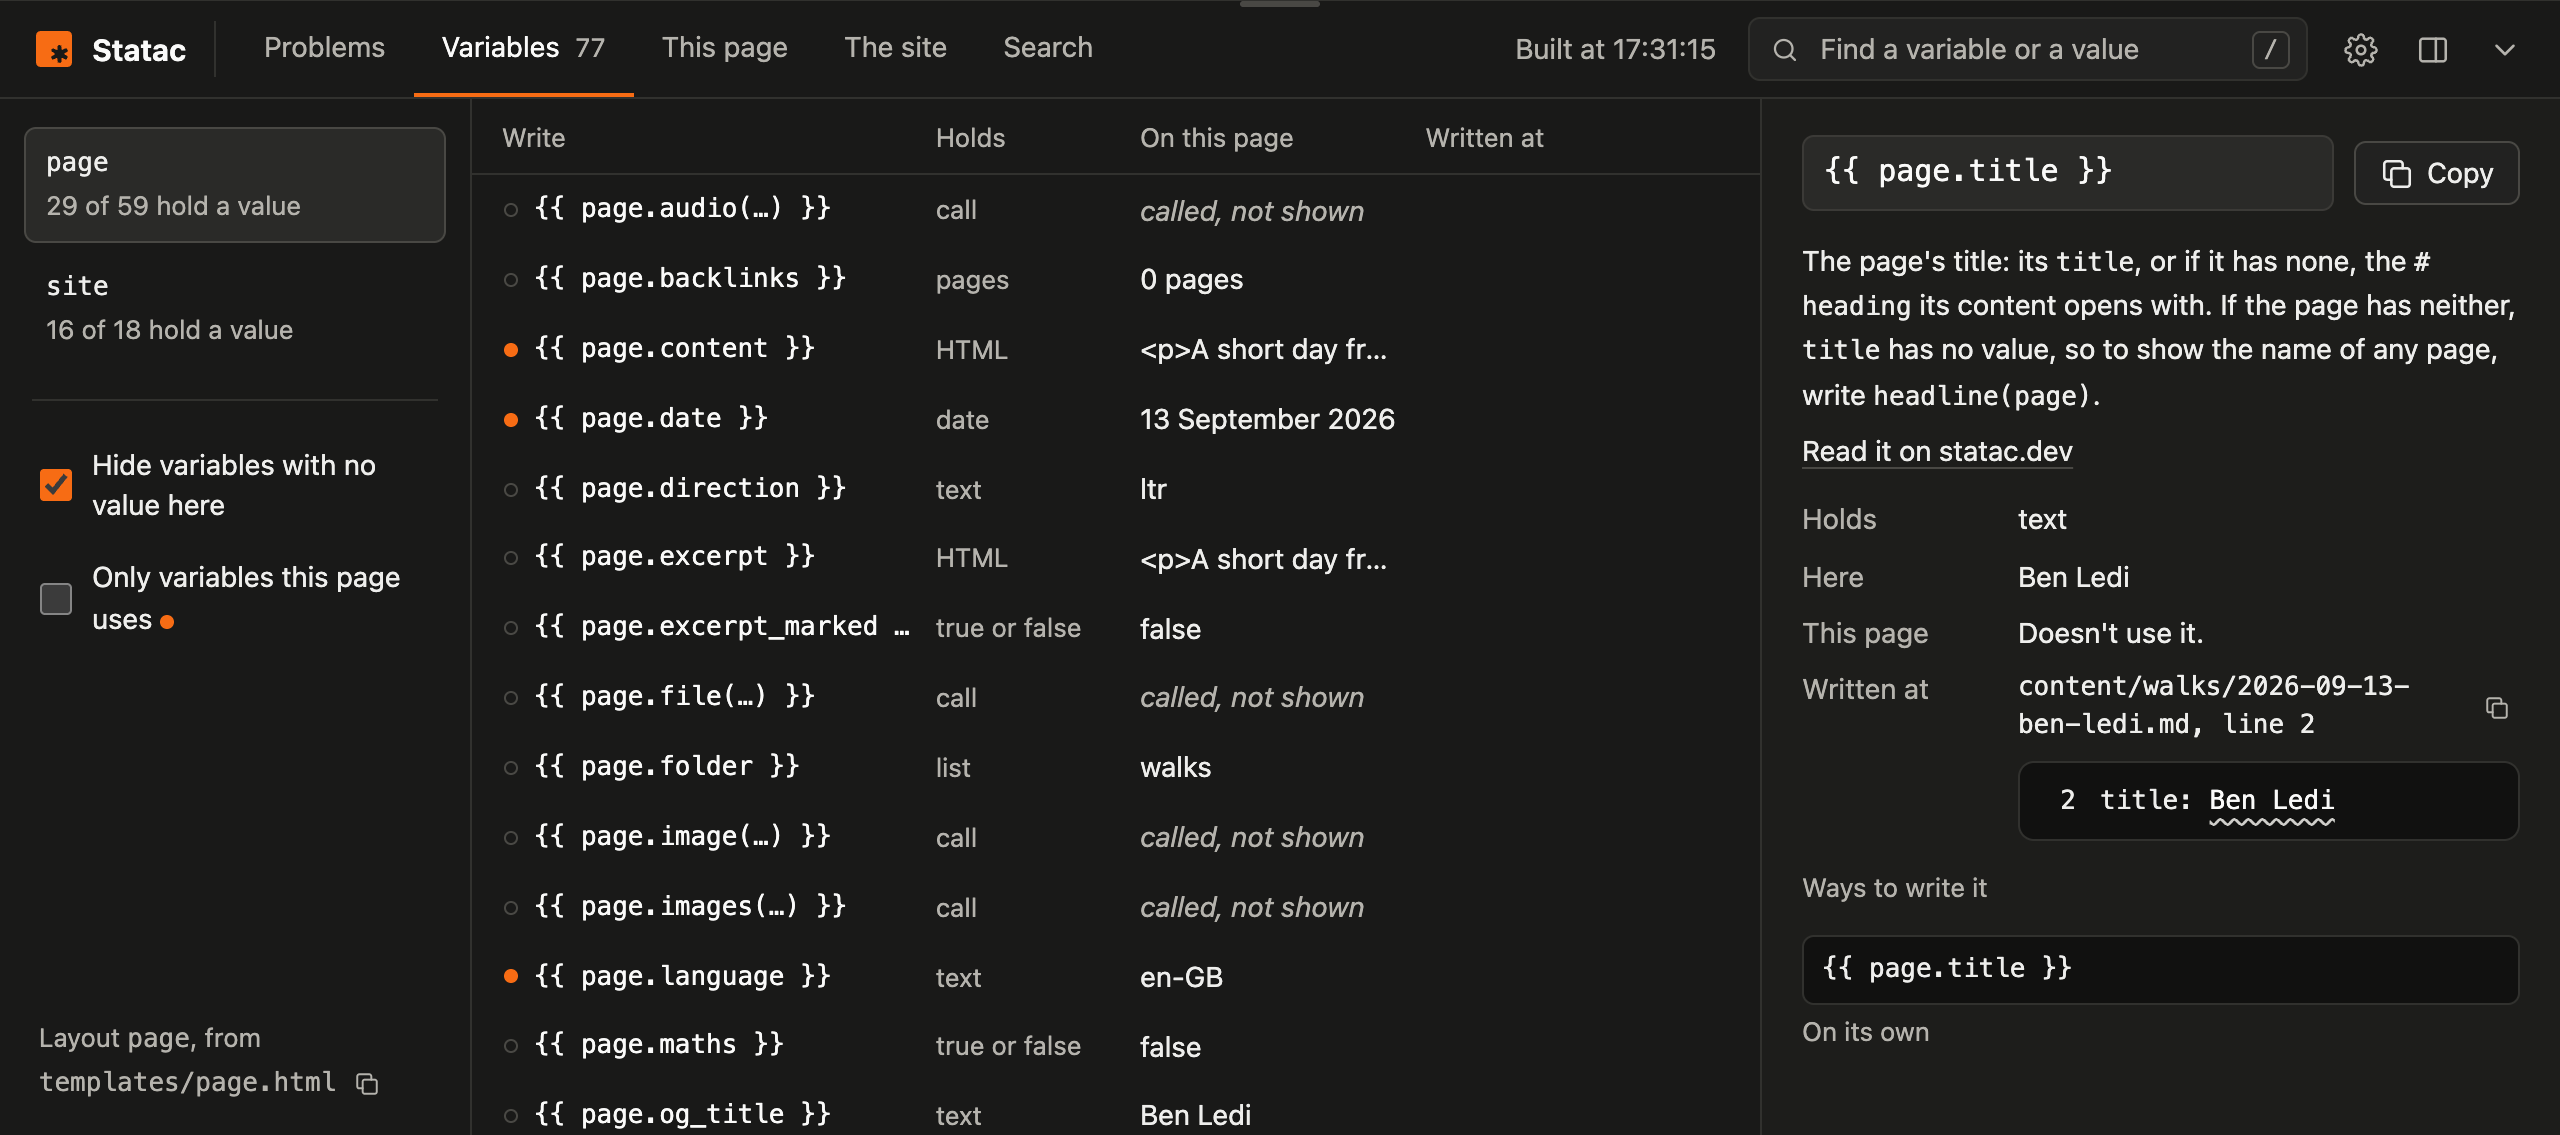 Statac
Problems
Variables 77
This page
The site
Search
Built at 17:31:15
Find a variable or a value
/
page
29 of 59 hold a value
site
16 of 18 hold a value
Hide variables with no
value here
Only variables this page
uses
Layout page, from
templates/page.html
Write Holds On this page Written at
{{ page.audio(…) }} call called, not shown
{{ page.backlinks }} pages 0 pages
{{ page.content }} HTML <p>A short day fr…
{{ page.date }} date 13 September 2026
{{ page.direction }} text ltr
{{ page.excerpt }} HTML <p>A short day fr…
{{ page.excerpt_marked … true or false false
{{ page.file(…) }} call called, not shown
{{ page.folder }} list walks
{{ page.image(…) }} call called, not shown
{{ page.images(…) }} call called, not shown
{{ page.language }} text en-GB
{{ page.maths }} true or false false
{{ page.og_title }} text Ben Ledi
{{ page.title }}
Copy
The page's title: its title, or if it has none, the #
heading its content opens with. If the page has neither,
title has no value, so to show the name of any page,
write headline(page).
Read it on statac.dev
Holds text
Here Ben Ledi
This page Doesn't use it.
Written at content/walks/2026-09-13-
ben-ledi.md, line 2
2 title: Ben Ledi
Ways to write it
{{ page.title }}
On its own